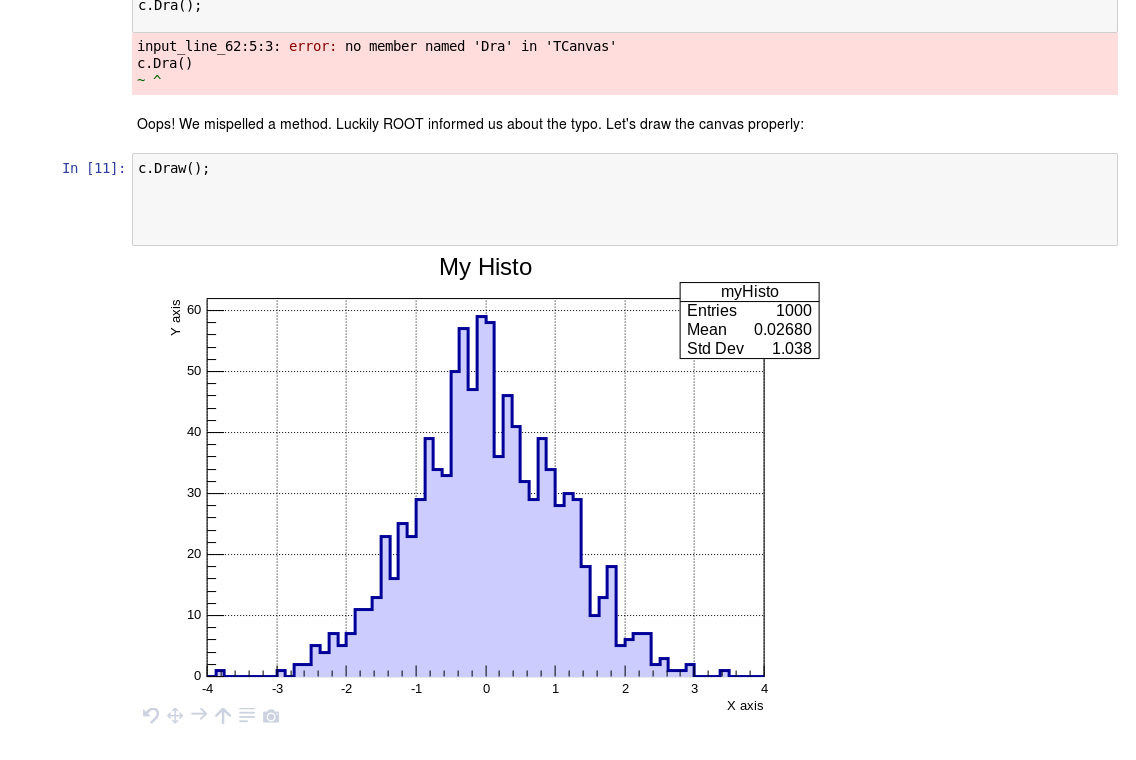 c.Dra();
input_line_62:5:3: error: no member named 'Dra' in 'TCanvas'
c.Dra()
~ ^
Oops! We mispelled a method. Luckily ROOT informed us about the typo. Let's draw the canvas properly:
In [11]: c.Draw();
My Histo
myHisto
Entries 1000
Mean 0.02680
Std Dev 1.038
Y axis
60
50
40
30
20
10
0
-4 -3 -2 -1 0 1 2 3 4
X axis